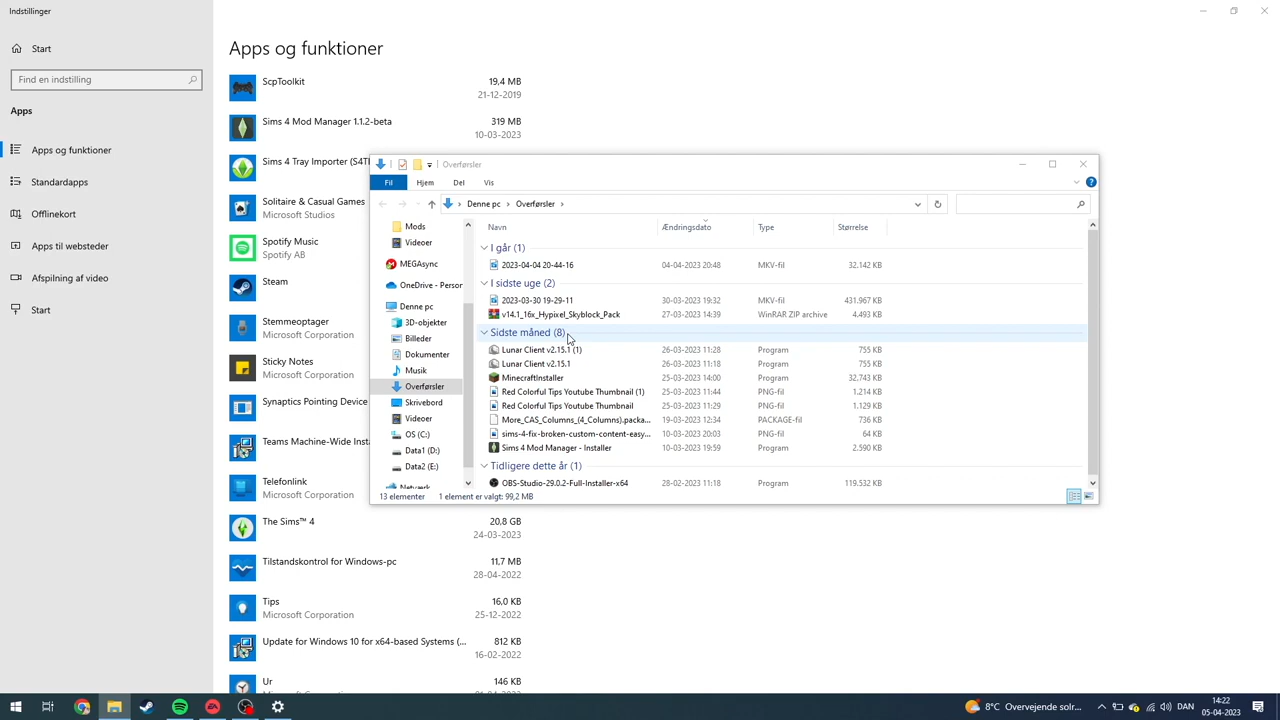 Indstillinger
Start
Find en indstilling
Apps
Apps og funktioner
Standardapps
Offlinekort
Apps til websteder
Afspilning af video
Start
Apps og funktioner
ScpToolkit 19.4 MB
21-12-2019
Sims 4 Mod Manager 1.1.2-beta 319 MB
10-03-2023
Sims 4 Tray Importer (S4T
Solitaire & Casual Games
Microsoft Studios
Spotify Music
Spotify AB
Steam
Stemmeoptager
Microsoft Corporation
Sticky Notes
Microsoft Corporation
Synaptics Pointing Device
Teams Machine-Wide Inst
Telefonlink
Microsoft Corporation
The Sims™ 4 20,8 GB
24-03-2023
Tilstandskontrol for Windows-pc 11,7 MB
28-04-2022
Tips 16,0 KB
Microsoft Corporation 25-12-2022
Update for Windows 10 for x64-based Systems (... 812 KB
16-02-2022
Ur 146 KB
Overførsler
Fil Hjem Del Vis
Denne pc Overførsler
Mods
Videoer
MEGAsync
OneDrive - Person
Denne pc
3D-objekter
Billeder
Dokumenter
Musik
Overførsler
Skrivebord
Videoer
OS (C:)
Data1 (D:)
Data2 (E:)
Netværk
Navn Ændringsdato Type Størrelse
I går (1)
2023-04-04 20-44-16 04-04-2023 20:48 MKV-fil 32.142 KB
I sidste uge (2)
2023-03-30 19-29-11 30-03-2023 19:32 MKV-fil 431.967 KB
v14.1_16x_Hypixel_Skyblock_Pack 27-03-2023 14:39 WinRAR ZIP archive 4.493 KB
Sidste måned (8)
Lunar Client v2.15.1 (1) 26-03-2023 11:28 Program 755 KB
Lunar Client v2.15.1 26-03-2023 11:18 Program 755 KB
MinecraftInstaller 25-03-2023 14:00 Program 32.743 KB
Red Colorful Tips Youtube Thumbnail (1) 25-03-2023 11:44 PNG-fil 1.214 KB
Red Colorful Tips Youtube Thumbnail 25-03-2023 11:29 PNG-fil 1.129 KB
More_CAS_Columns_(4_Columns).packa... 19-03-2023 12:34 PACKAGE-fil 736 KB
sims-4-fix-broken-custom-content-easy... 10-03-2023 20:03 PNG-fil 64 KB
Sims 4 Mod Manager - Installer 10-03-2023 19:59 Program 2.590 KB
Tidligere dette år (1)
OBS-Studio-29.0.2-Full-Installer-x64 28-02-2023 11:18 Program 119.532 KB
13 elementer 1 element er valgt: 99,2 MB
8°C Overvejende solr... DAN 14:22
05-04-2023